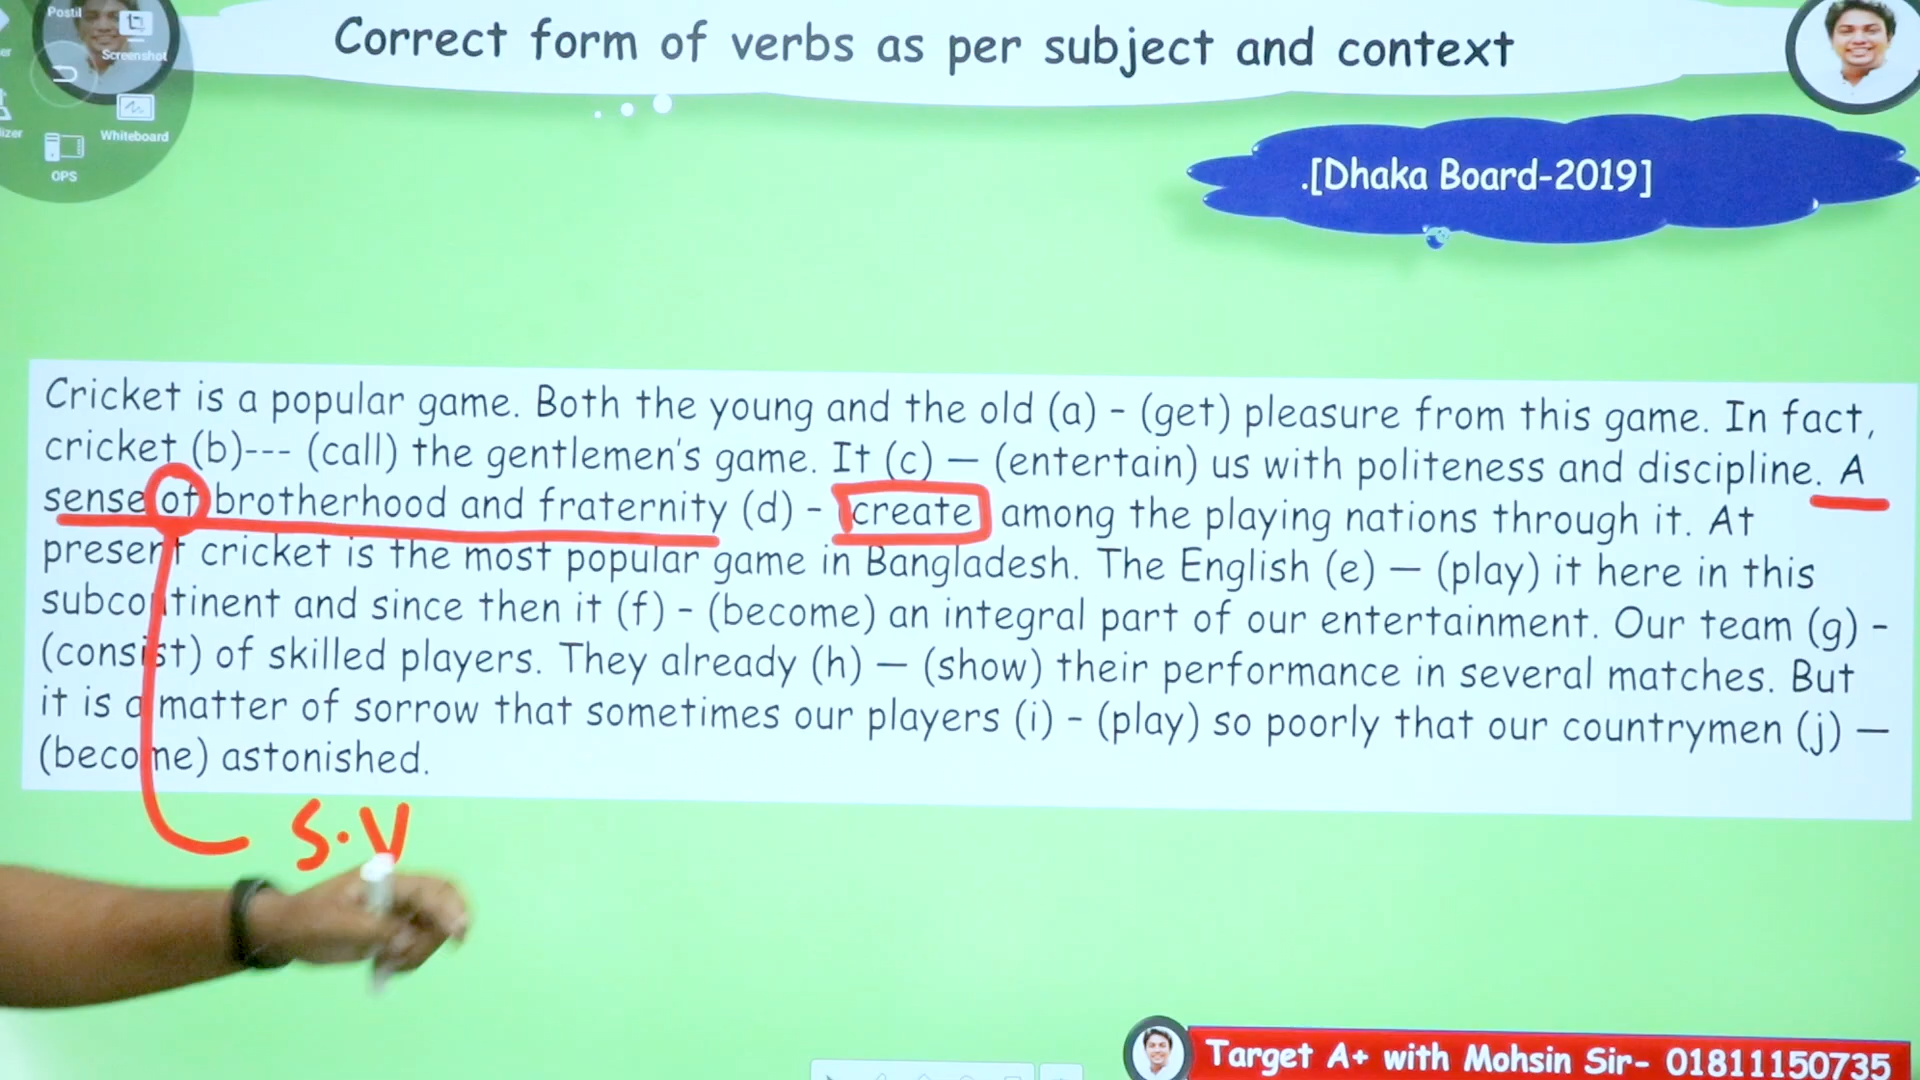 Postil
Screenshot
Whiteboard
OPS
Correct form of verbs as per subject and context
.[Dhaka Board-2019]
Cricket is a popular game. Both the young and the old (a) - (get) pleasure from this game. In fact,
cricket (b)--- (call) the gentlemen's game. It (c) — (entertain) us with politeness and discipline. A
sense of brotherhood and fraternity (d) - create among the playing nations through it. At
present cricket is the most popular game in Bangladesh. The English (e) — (play) it here in this
subcontinent and since then it (f) - (become) an integral part of our entertainment. Our team (g) -
(consist) of skilled players. They already (h) — (show) their performance in several matches. But
it is a matter of sorrow that sometimes our players (i) - (play) so poorly that our countrymen (j) —
(become) astonished.
S.V
Target A+ with Mohsin Sir- 01811150735